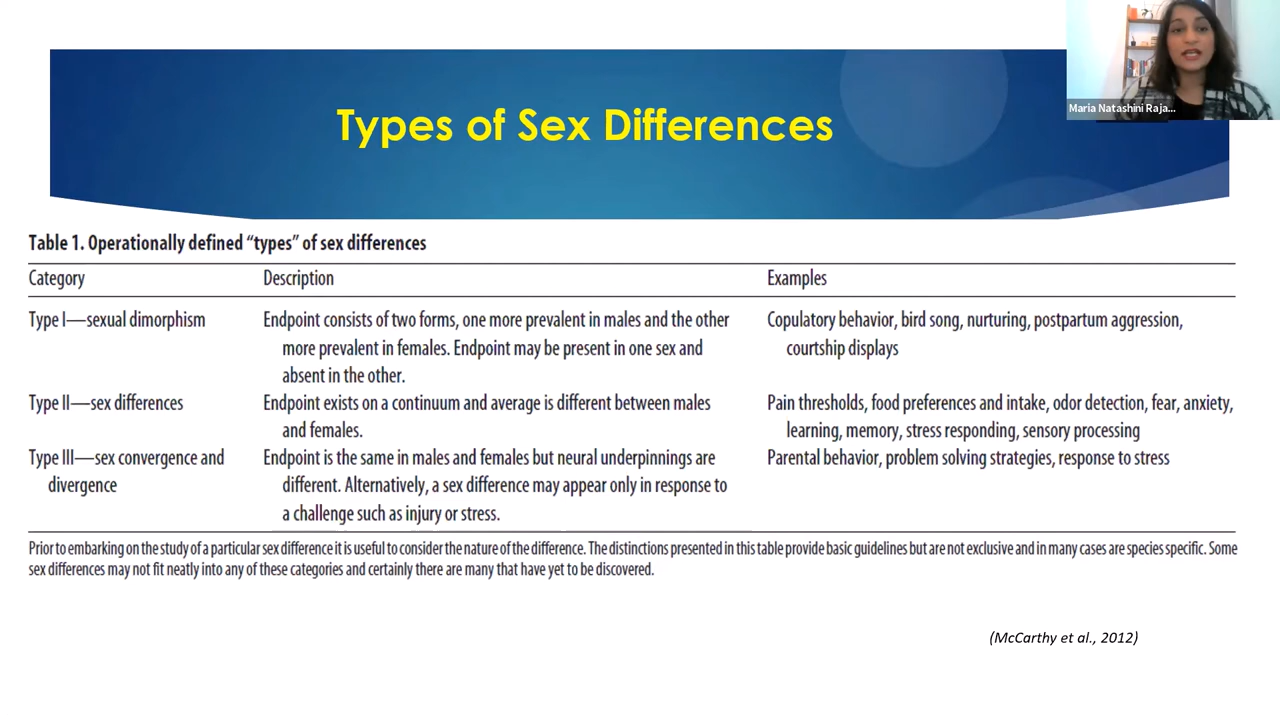 Maria Natashini Raja...
Types of Sex Differences
Table 1. Operationally defined “types” of sex differences
Category Description Examples
Type I—sexual dimorphism Endpoint consists of two forms, one more prevalent in males and the other Copulatory behavior, bird song, nurturing, postpartum aggression,
more prevalent in females. Endpoint may be present in one sex and courtship displays
absent in the other.
Type II—sex differences Endpoint exists on a continuum and average is different between males Pain thresholds, food preferences and intake, odor detection, fear, anxiety,
and females. learning, memory, stress responding, sensory processing
Type III—sex convergence and Endpoint is the same in males and females but neural underpinnings are Parental behavior, problem solving strategies, response to stress
divergence different. Alternatively, a sex difference may appear only in response to
a challenge such as injury or stress.
Prior to embarking on the study of a particular sex difference it is useful to consider the nature of the difference. The distinctions presented in this table provide basic guidelines but are not exclusive and in many cases are species specific. Some
sex differences may not fit neatly into any of these categories and certainly there are many that have yet to be discovered.
(McCarthy et al., 2012)